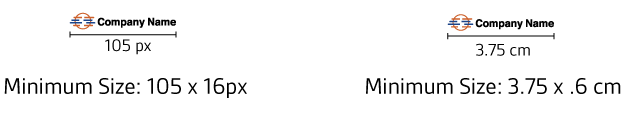 Company Name
105 px
Minimum Size: 105 x 16px
Company Name
3.75 cm
Minimum Size: 3.75 x .6 cm